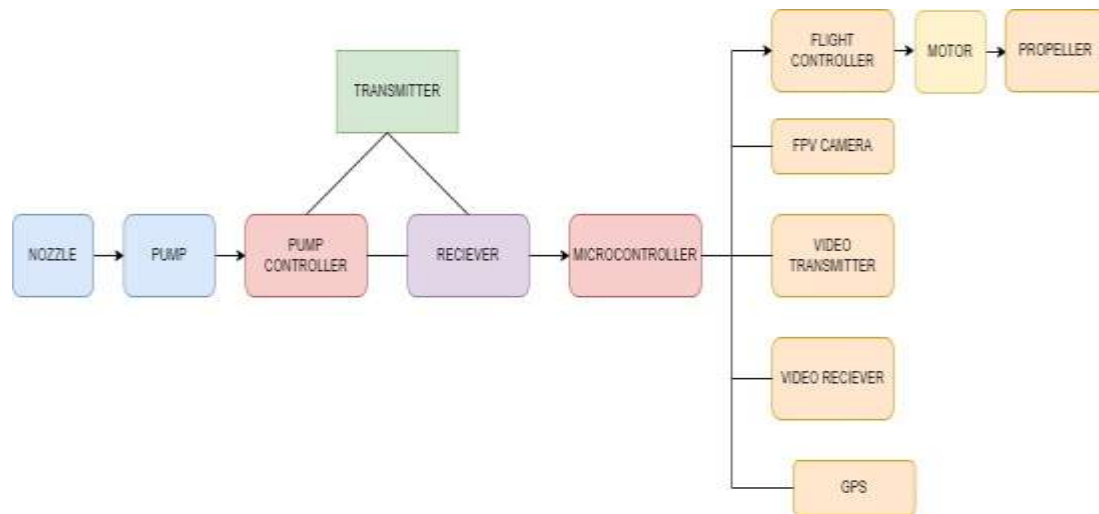 FLIGHT
CONTROLLER
MOTOR
PROPELLER
TRANSMITTER
FPV CAMERA
NOZZLE
PUMP
PUMP
CONTROLLER
RECIEVER
MICROCONTROLLER
VIDEO
TRANSMITTER
VIDEO RECIEVER
GPS